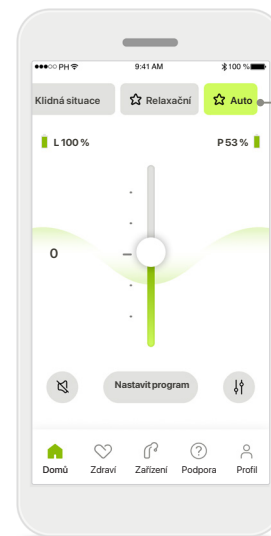 PH 9:41 AM 100 %
Klidná situace Relaxační Auto
L 100 % P 53 %
0
Nastavit program
Domů Zdraví Zařízení Podpora Profil